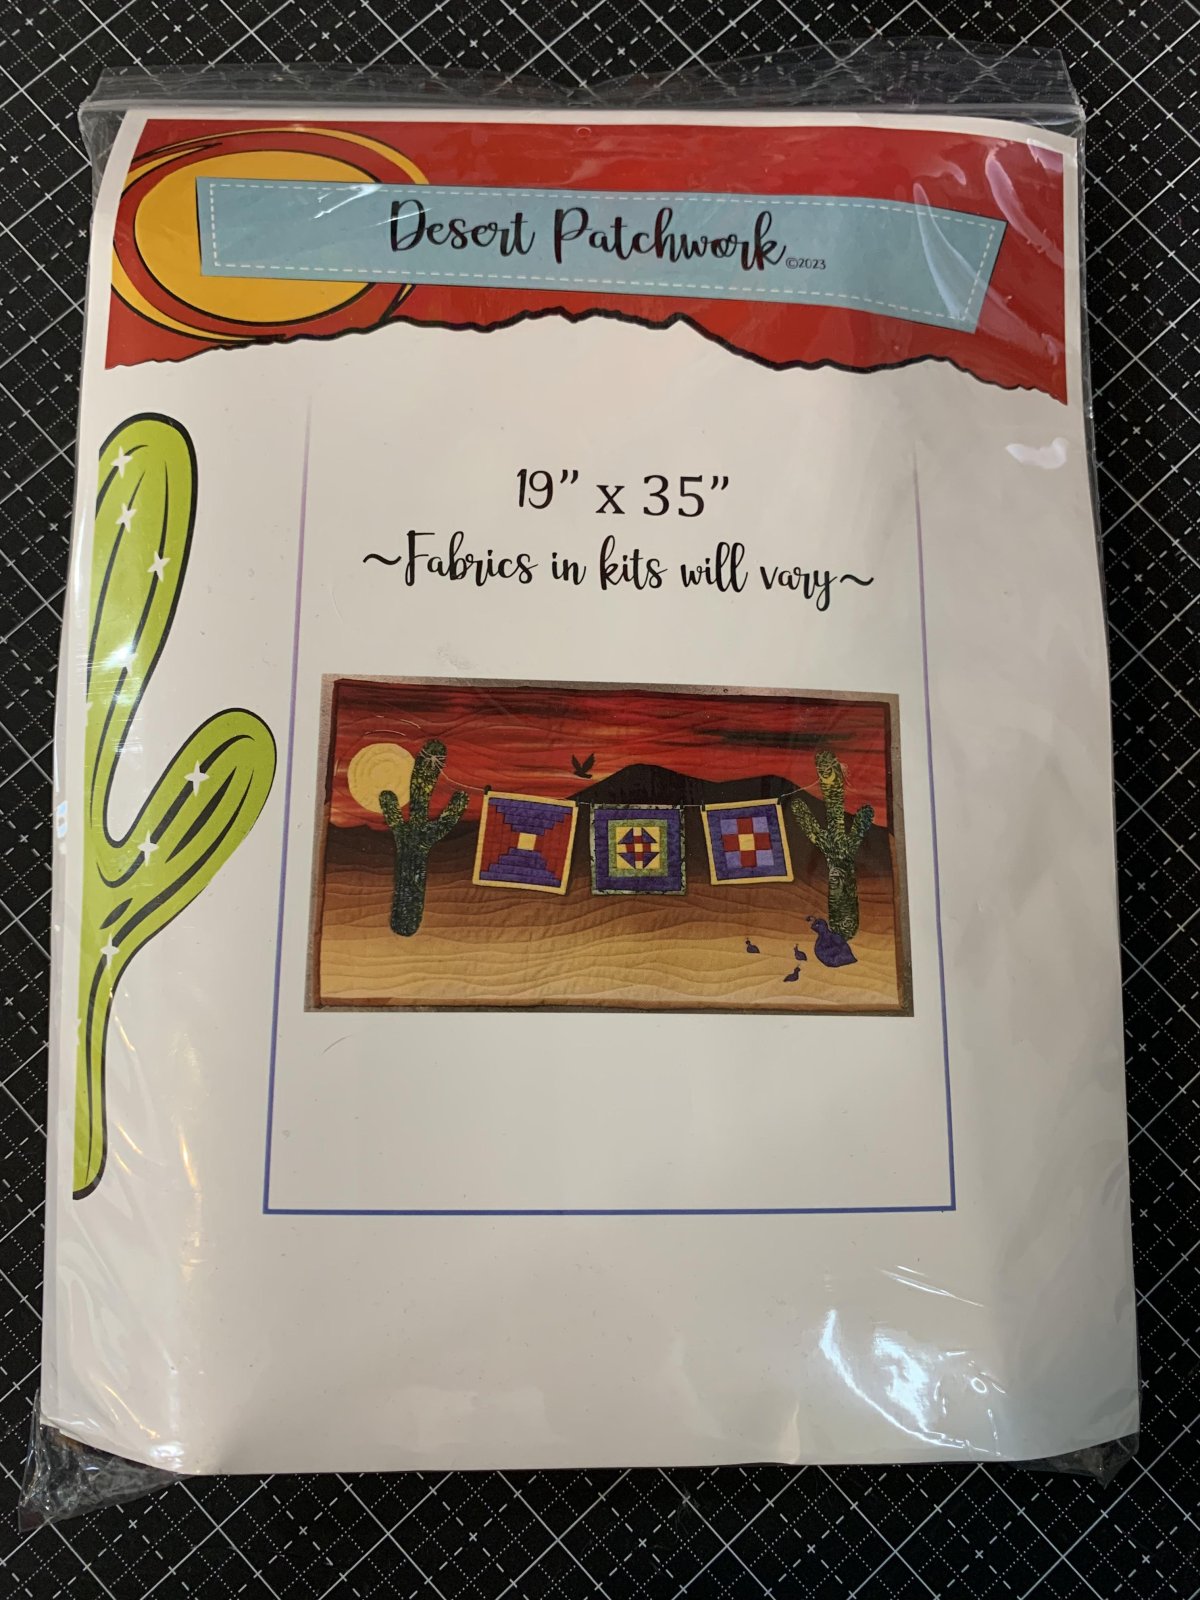 Desert Patchwork ©2023
19” x 35”
~Fabrics in kits will vary~